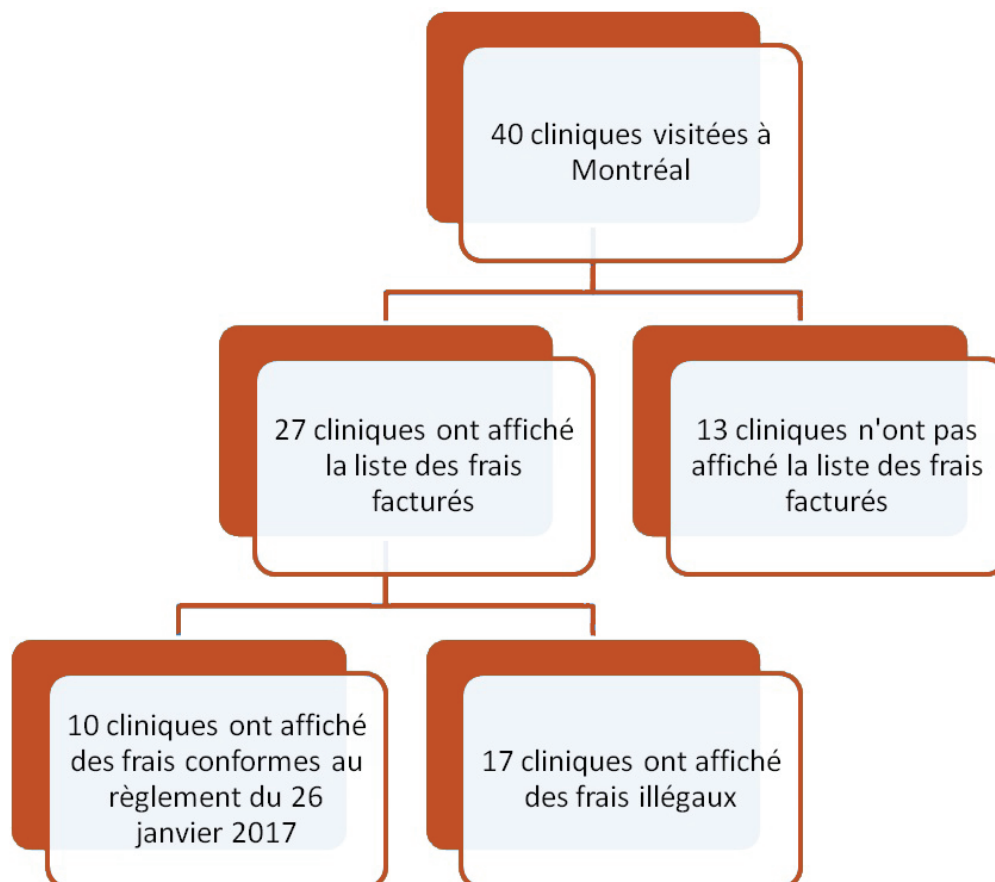 40 cliniques visitées à
Montréal
27 cliniques ont affiché
la liste des frais
facturés
13 cliniques n'ont pas
affiché la liste des frais
facturés
10 cliniques ont affiché
des frais conformes au
règlement du 26
janvier 2017
17 cliniques ont affiché
des frais illégaux